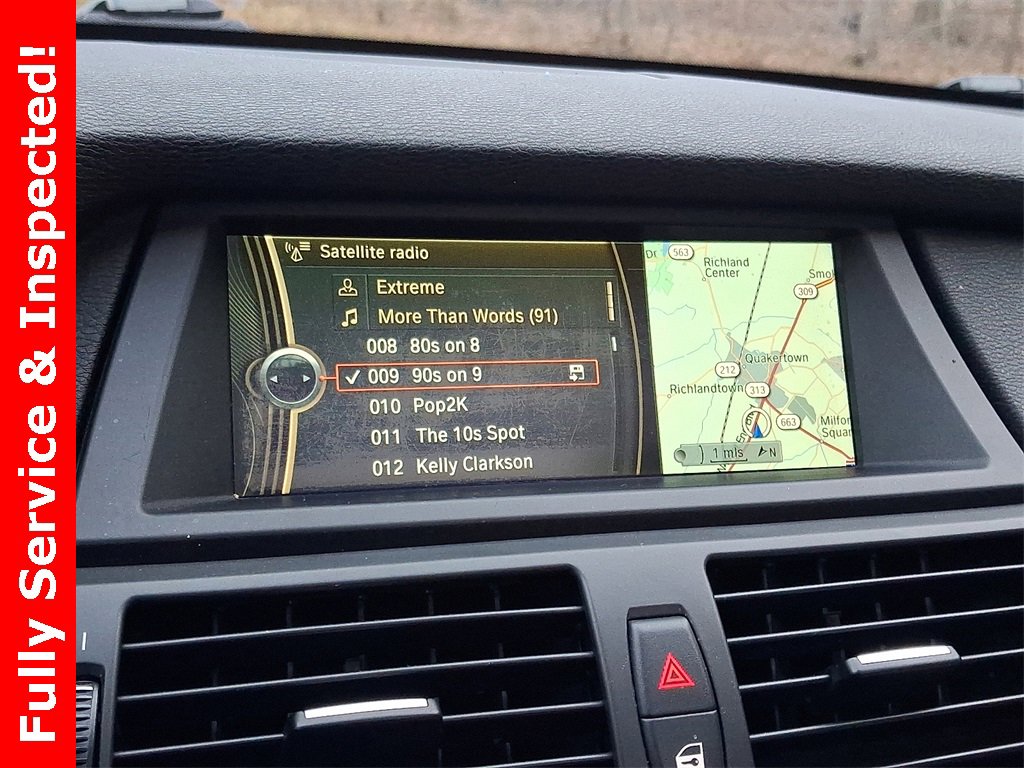 Fully Service & Inspected!
Satellite radio
Extreme
More Than Words (91)
008 80s on 8
009 90s on 9
010 Pop2K
011 The 10s Spot
012 Kelly Clarkson
563
Richland
Center
309
Quakertown
212
Richlandtown
313
663
1 mls
N